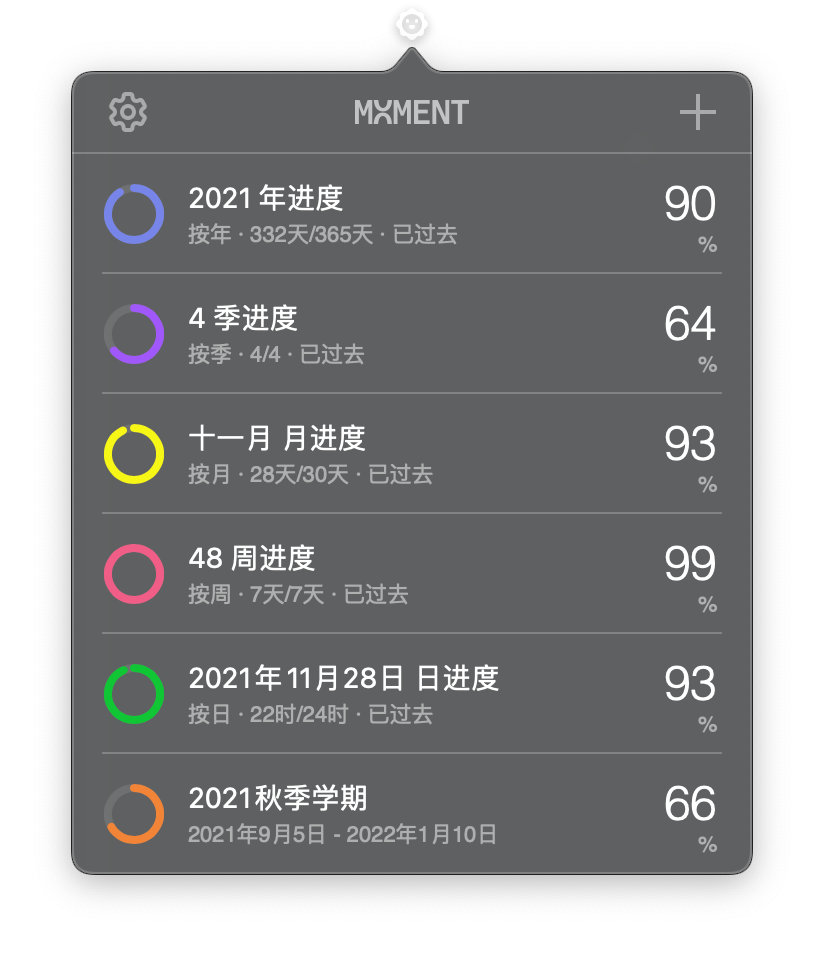 MOMENT
2021 年进度
90
按年 · 332天/365天 · 已过去
%
4 季进度
64
按季 · 4/4 · 已过去
%
十一月 月进度
93
按月 · 28天/30天 · 已过去
%
48 周进度
99
按周 · 7天/7天 · 已过去
%
2021年11月28日 日进度
93
按日 · 22时/24时 · 已过去
%
2021秋季学期
66
2021年9月5日 - 2022年1月10日
%